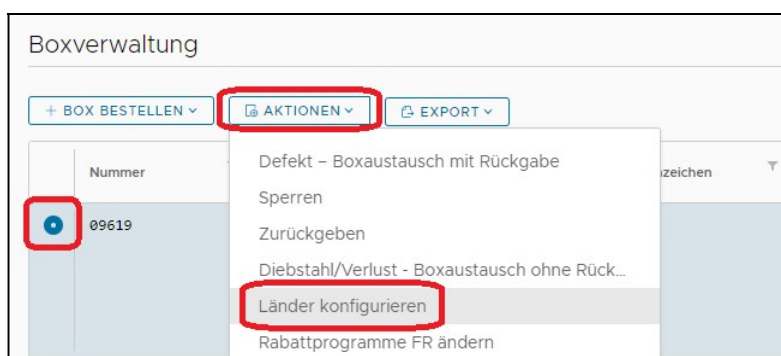 Boxverwaltung
+ BOX BESTELLEN AKTIONEN EXPORT
Nummer
nzeichen
09619
Defekt – Boxaustausch mit Rückgabe
Sperren
Zurückgeben
Diebstahl/Verlust - Boxaustausch ohne Rück...
Länder konfigurieren
Rabattprogramme FR ändern